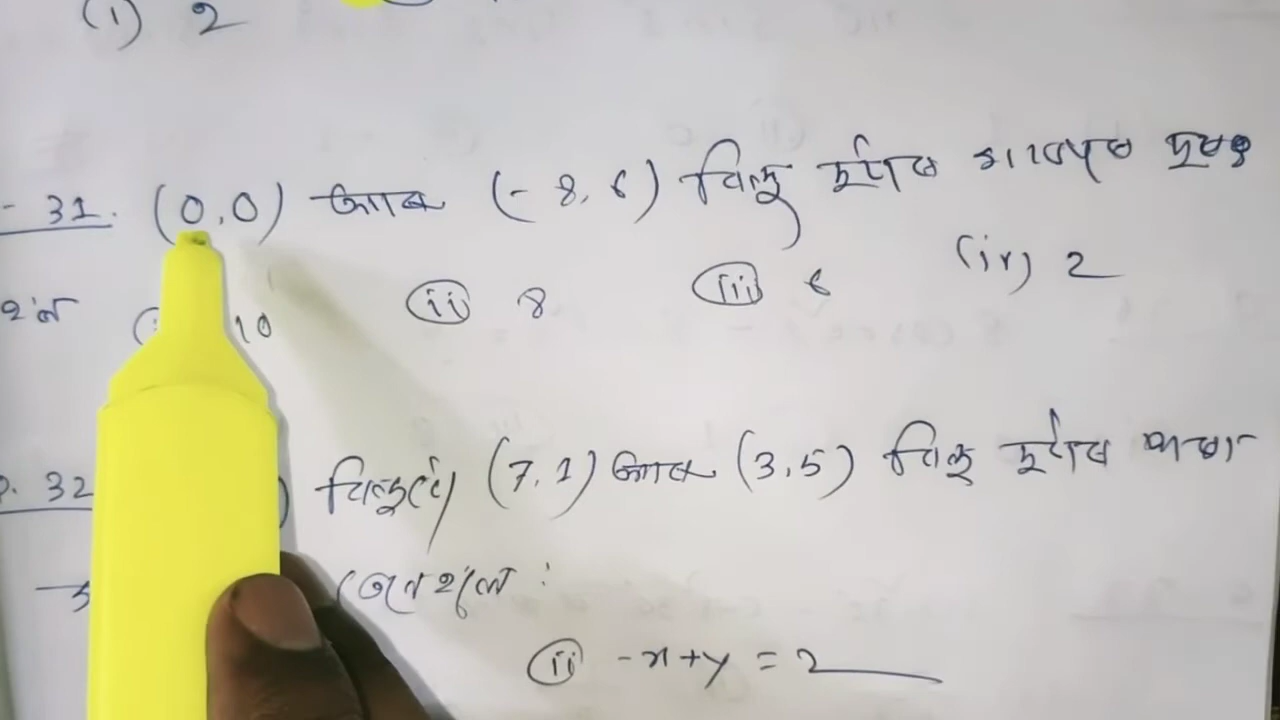 (i) 2
31. (0,0) আৰু (-8, 6) বিন্দু দুটাৰ মাজৰ দূৰত্ব
হ'ব 10 (ii) 8 (iii) 6 (iv) 2
32 বিন্দুটো (7,1) আৰু (3,5) বিন্দু দুটাৰ পৰা
হ'লে :
(ii) -x+y = 2